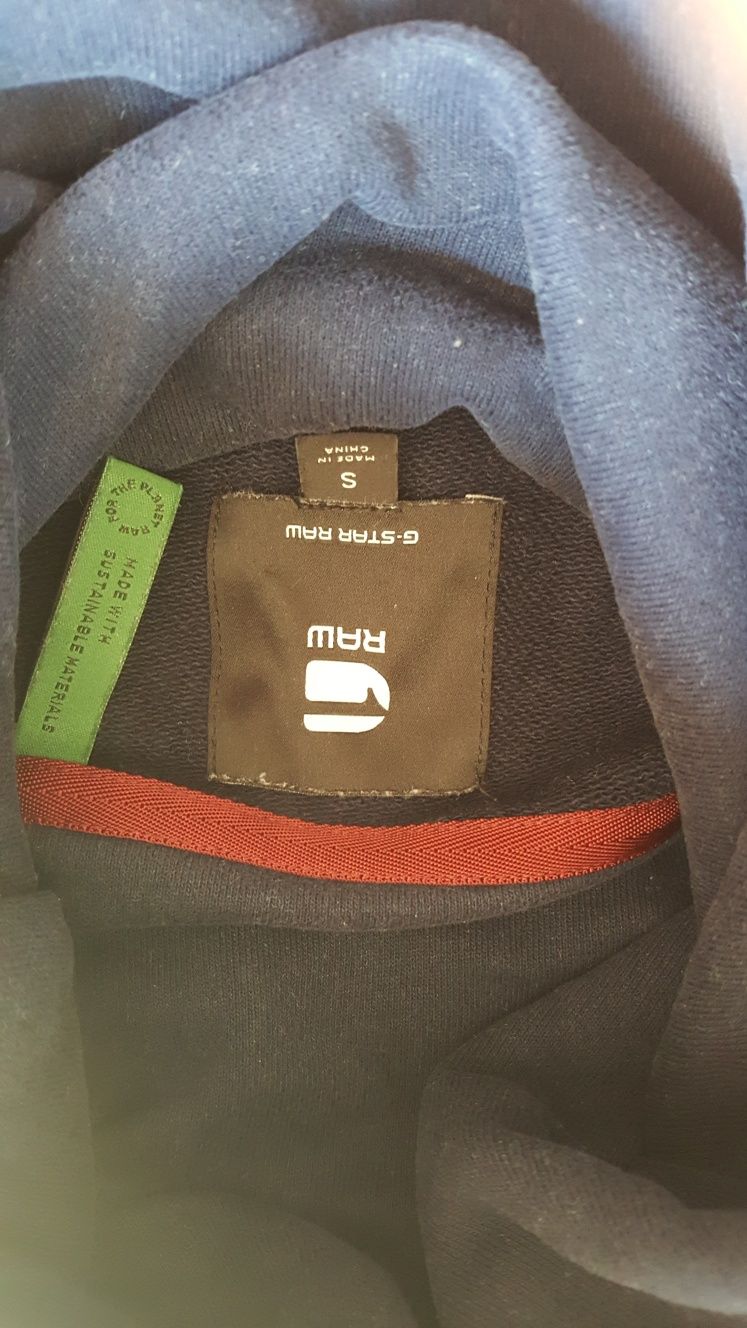 S
MADE IN
CHINA
G-STAR RAW
RAW
RAW FOR THE PLANET
MADE WITH
SUSTAINABLE MATERIALS